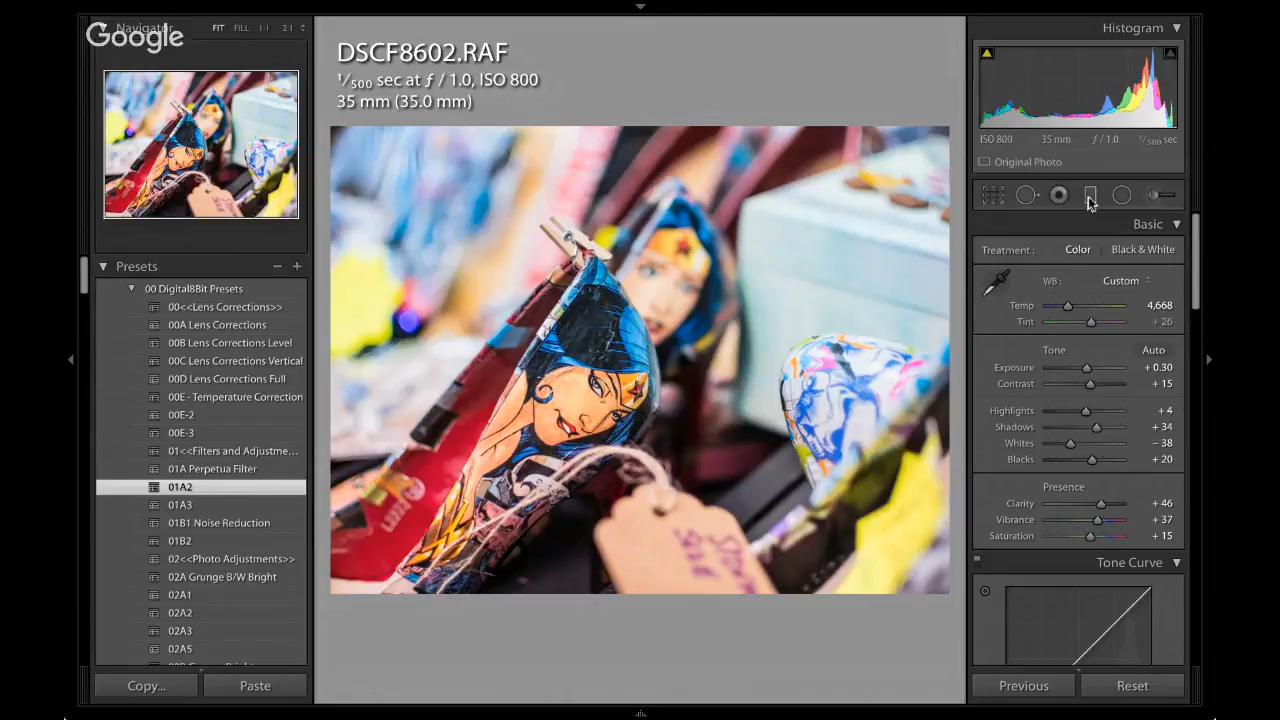 Navigator
FIT FILL 1:1 2:1
Google
Presets
00 Digital8Bit Presets
00<<Lens Corrections>>
00A Lens Corrections
00B Lens Corrections Level
00C Lens Corrections Vertical
00D Lens Corrections Full
00E - Temperature Correction
00E-2
00E-3
01<<Filters and Adjustme...
01A Perpetua Filter
01A2
01A3
01B1 Noise Reduction
01B2
02<<Photo Adjustments>>
02A Grunge B/W Bright
02A1
02A2
02A3
02A5
Copy...
Paste
DSCF8602.RAF
1/500 sec at ƒ / 1.0, ISO 800
35 mm (35.0 mm)
Histogram
ISO 800 35 mm ƒ / 1.0 1/500 sec
Original Photo
Basic
Treatment : Color Black & White
WB : Custom
Temp 4,668
Tint + 26
Tone Auto
Exposure + 0.30
Contrast + 15
Highlights + 4
Shadows + 34
Whites − 38
Blacks + 20
Presence
Clarity + 46
Vibrance + 37
Saturation + 15
Tone Curve
Previous
Reset